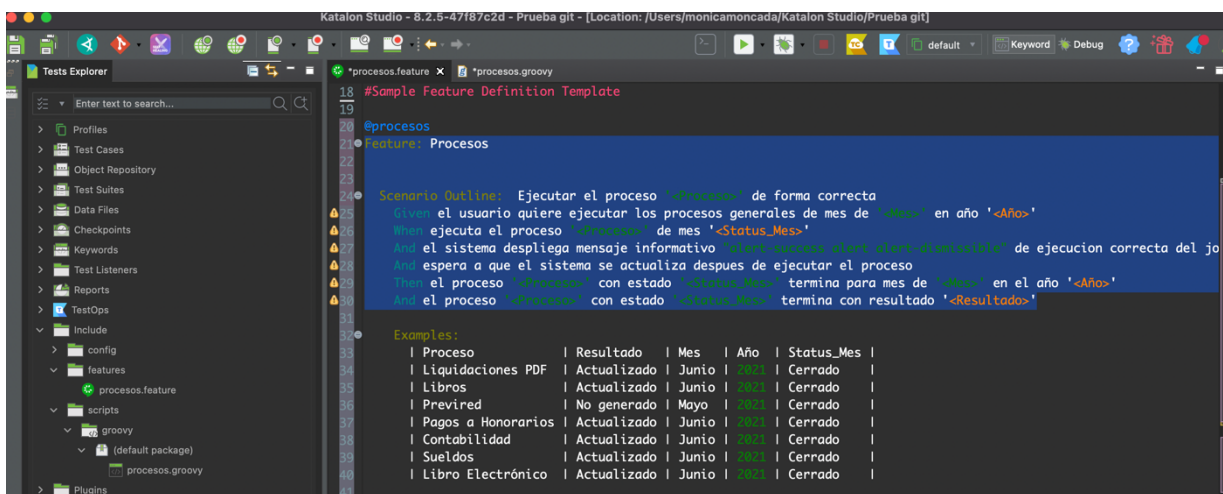 Katalon Studio - 8.2.5-47f87c2d - Prueba git - [Location: /Users/monicamoncada/Katalon Studio/Prueba git]
default Keyword Debug
Tests Explorer
Enter text to search...
Profiles
Test Cases
Object Repository
Test Suites
Data Files
Checkpoints
Keywords
Test Listeners
Reports
TestOps
Include
config
features
procesos.feature
scripts
groovy
(default package)
procesos.groovy
Plugins
*procesos.feature *procesos.groovy
18 #Sample Feature Definition Template
19
20 @procesos
21 Feature: Procesos
22
23
24 Scenario Outline: Ejecutar el proceso '<Proceso>' de forma correcta
25 Given el usuario quiere ejecutar los procesos generales de mes de '<Mes>' en año '<Año>'
26 When ejecuta el proceso '<Proceso>' de mes '<Status_Mes>'
27 And el sistema despliega mensaje informativo "alert-success alert alert-dismissible" de ejecucion correcta del jo
28 And espera a que el sistema se actualiza despues de ejecutar el proceso
29 Then el proceso '<Proceso>' con estado '<Status_Mes>' termina para mes de '<Mes>' en el año '<Año>'
30 And el proceso '<Proceso>' con estado '<Status_Mes>' termina con resultado '<Resultado>'
31
32 Examples:
33 | Proceso | Resultado | Mes | Año | Status_Mes |
34 | Liquidaciones PDF | Actualizado | Junio | 2021 | Cerrado |
35 | Libros | Actualizado | Junio | 2021 | Cerrado |
36 | Previred | No generado | Mayo | 2021 | Cerrado |
37 | Pagos a Honorarios | Actualizado | Junio | 2021 | Cerrado |
38 | Contabilidad | Actualizado | Junio | 2021 | Cerrado |
39 | Sueldos | Actualizado | Junio | 2021 | Cerrado |
40 | Libro Electrónico | Actualizado | Junio | 2021 | Cerrado |
41